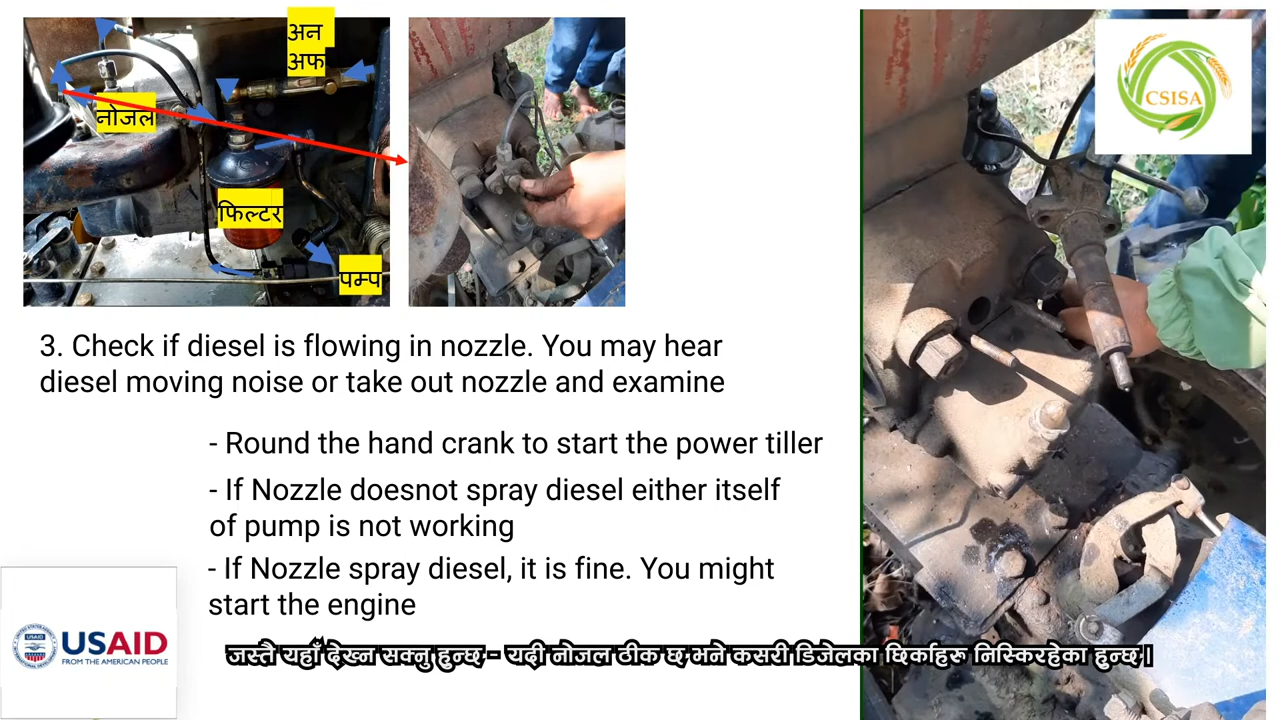 अन
अफ
नोजल
फिल्टर
पम्प
CSISA
3. Check if diesel is flowing in nozzle. You may hear
diesel moving noise or take out nozzle and examine
- Round the hand crank to start the power tiller
- If Nozzle doesnot spray diesel either itself
of pump is not working
- If Nozzle spray diesel, it is fine. You might
start the engine
USAID
FROM THE AMERICAN PEOPLE
जस्तै यहाँ देख्न सक्नु हुन्छ - यदी नोजल ठीक छ भने कसरी डिजेलका छिर्काहरू निस्किरहेका हुन्छ।